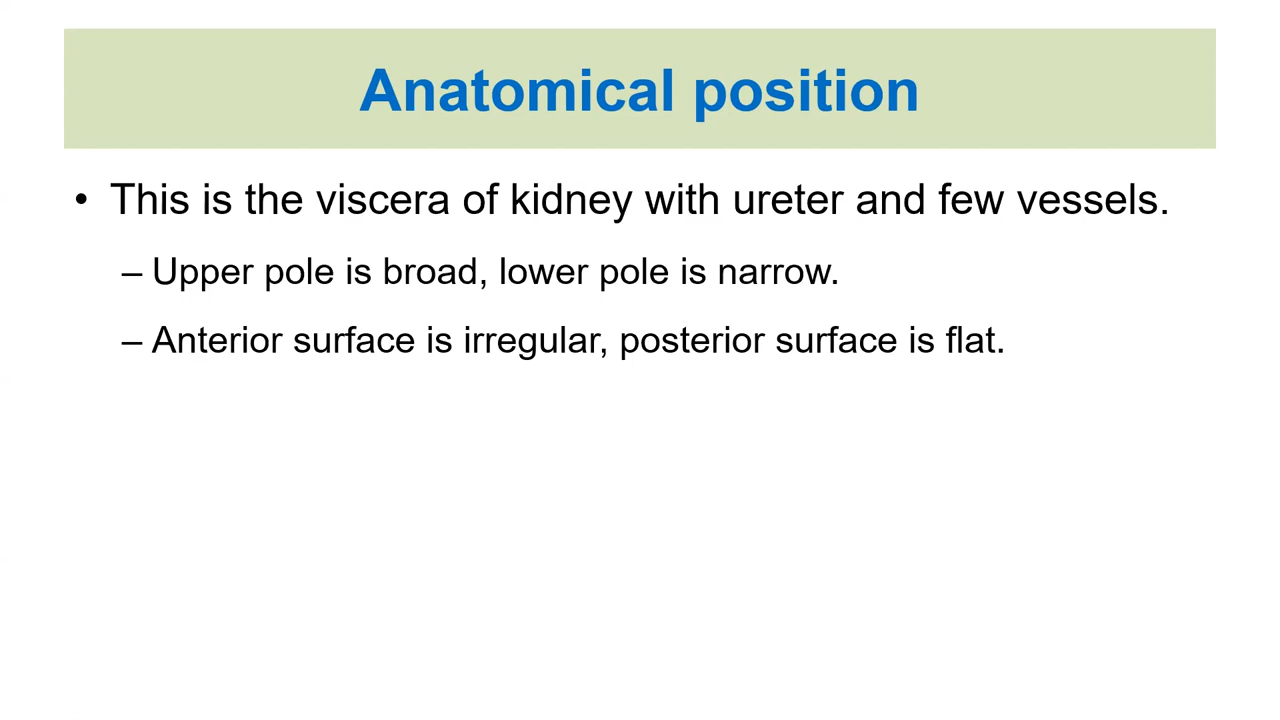 Anatomical position
• This is the viscera of kidney with ureter and few vessels.
– Upper pole is broad, lower pole is narrow.
– Anterior surface is irregular, posterior surface is flat.